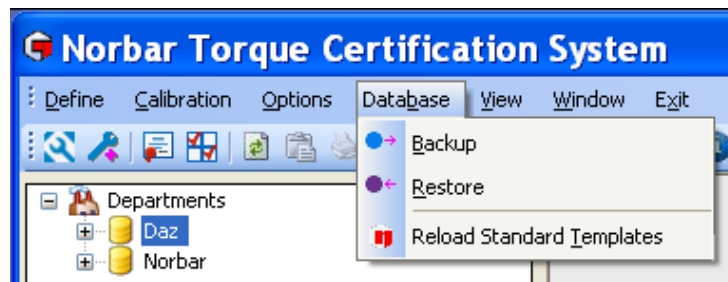 Norbar Torque Certification System
Define Calibration Options Database View Window Exit
Backup
Restore
Reload Standard Templates
Departments
Daz
Norbar